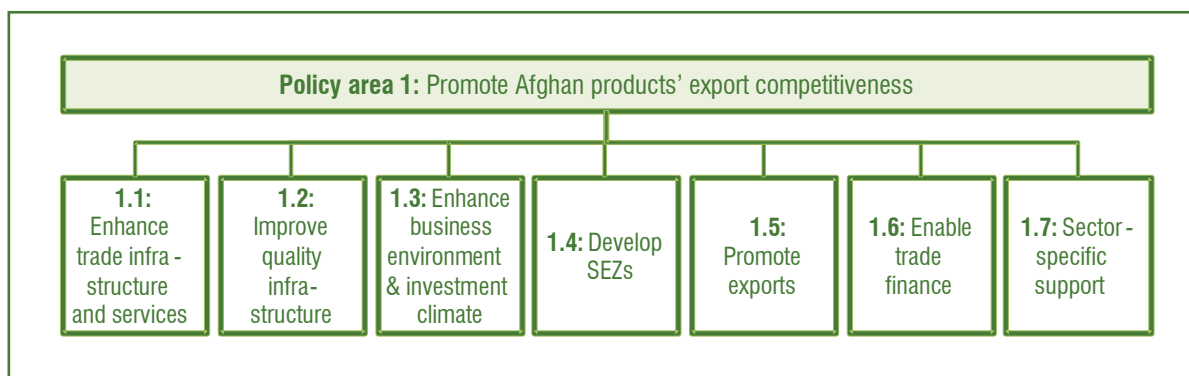 Policy area 1: Promote Afghan products’ export competitiveness
1.1:
Enhance
trade infra -
structure
and services
1.2:
Improve
quality
infra-
structure
1.3: Enhance
business
environment
& investment
climate
1.4: Develop
SEZs
1.5:
Promote
exports
1.6: Enable
trade
finance
1.7: Sector -
specific
support